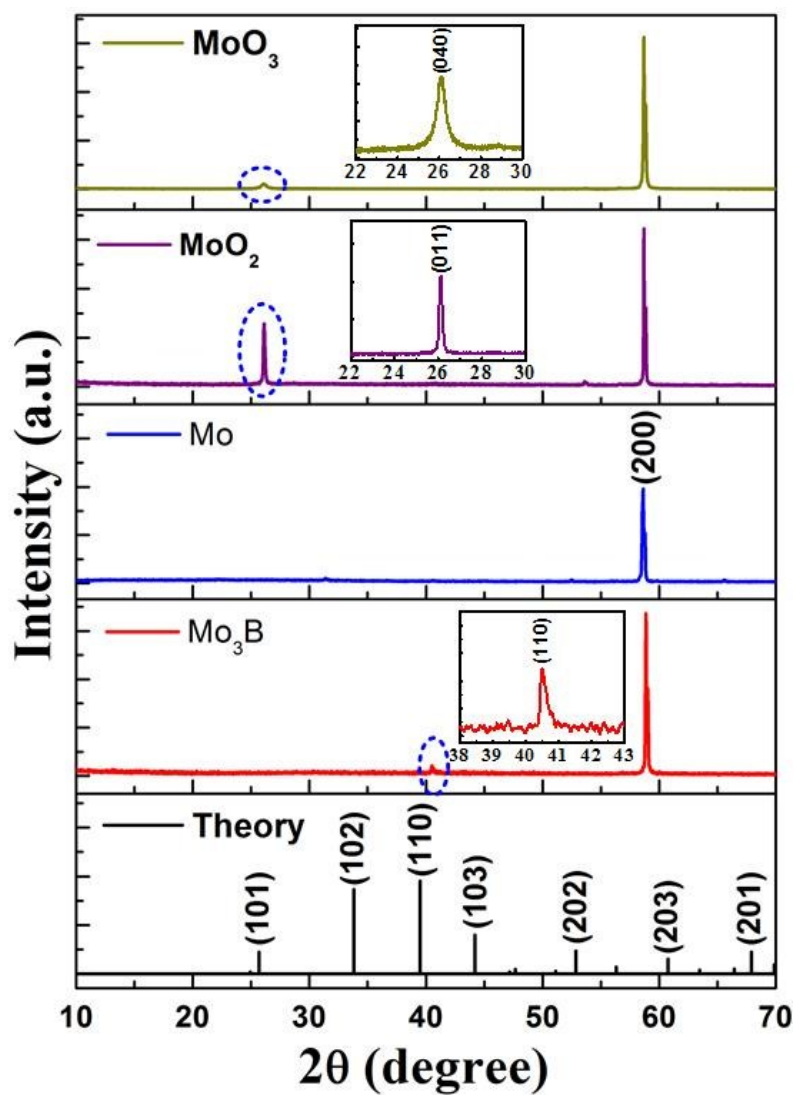 MoO₃
(040)
22 24 26 28 30
MoO₂
(011)
22 24 26 28 30
Mo
(200)
Mo₃B
(110)
38 39 40 41 42 43
Theory
(101)
(102)
(110)
(103)
(202)
(203)
(201)
10 20 30 40 50 60 70
2θ (degree)
Intensity (a.u.)